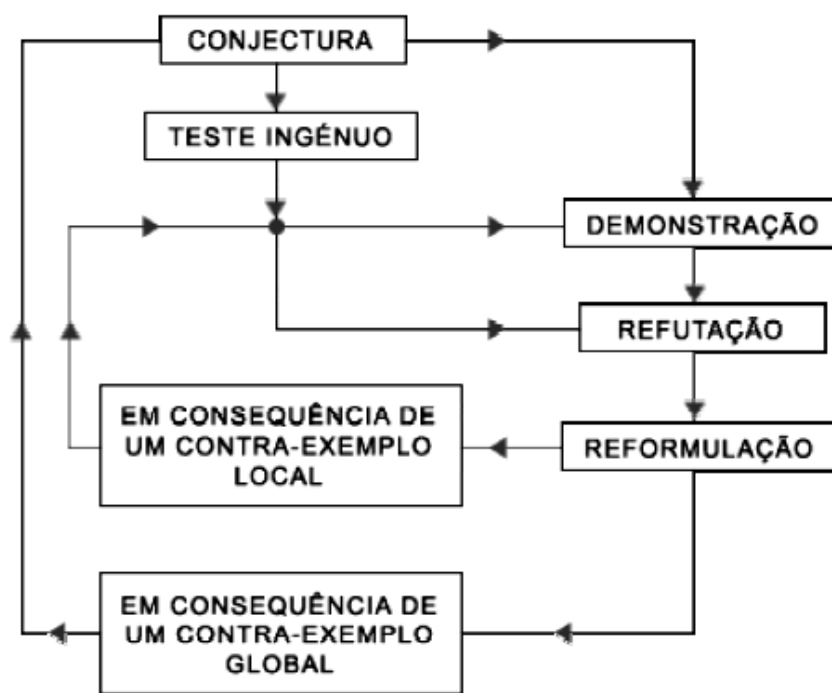 CONJECTURA
TESTE INGÉNUO
DEMONSTRAÇÃO
REFUTAÇÃO
EM CONSEQUÊNCIA DE
UM CONTRA-EXEMPLO
LOCAL
REFORMULAÇÃO
EM CONSEQUÊNCIA DE
UM CONTRA-EXEMPLO
GLOBAL